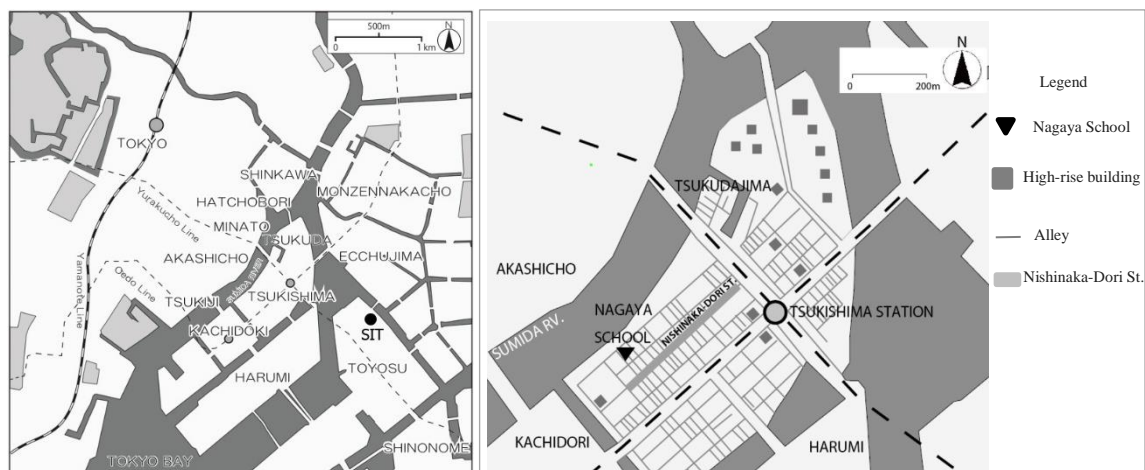 500m
0
1 km
N
TOKYO
SHINKAWA
MONZENNAKACHO
HATCHOBORI
Yurakucho Line
MINATO
TSUKUDA
AKASHICHO
ECCHUJIMA
SUMIDA RIVER
Oedo Line
Yamanote Line
TSUKISHIMA
TSUKIJI
KACHIDOKI
SIT
HARUMI
TOYOSU
SHINONOME
TOKYO BAY
N
0
200m
TSUKUDAJIMA
AKASHICHO
NISHINAKA-DORI ST.
NAGAYA
SCHOOL
TSUKISHIMA STATION
SUMIDA RV.
KACHIDORI
HARUMI
Legend
Nagaya School
High-rise building
Alley
Nishinaka-Dori St.